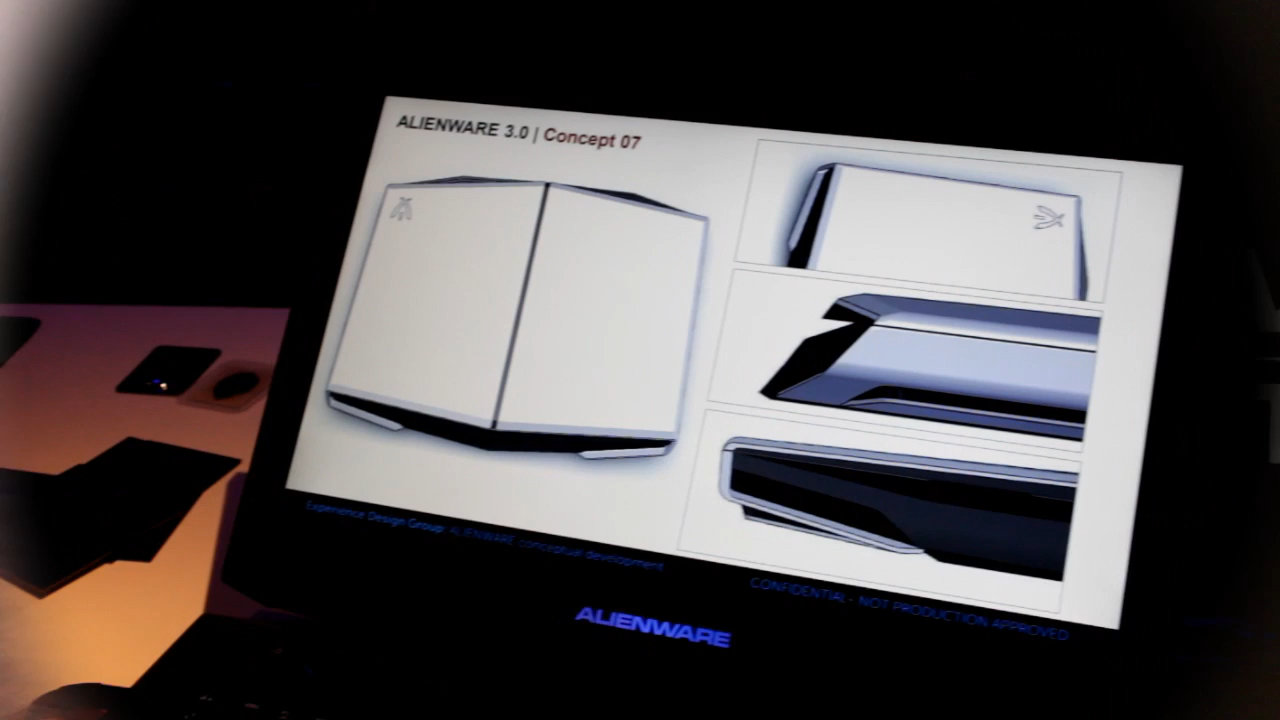 ALIENWARE 3.0 | Concept 07
Experience Design Group: ALIENWARE conceptual development
CONFIDENTIAL - NOT PRODUCTION APPROVED
ALIENWARE